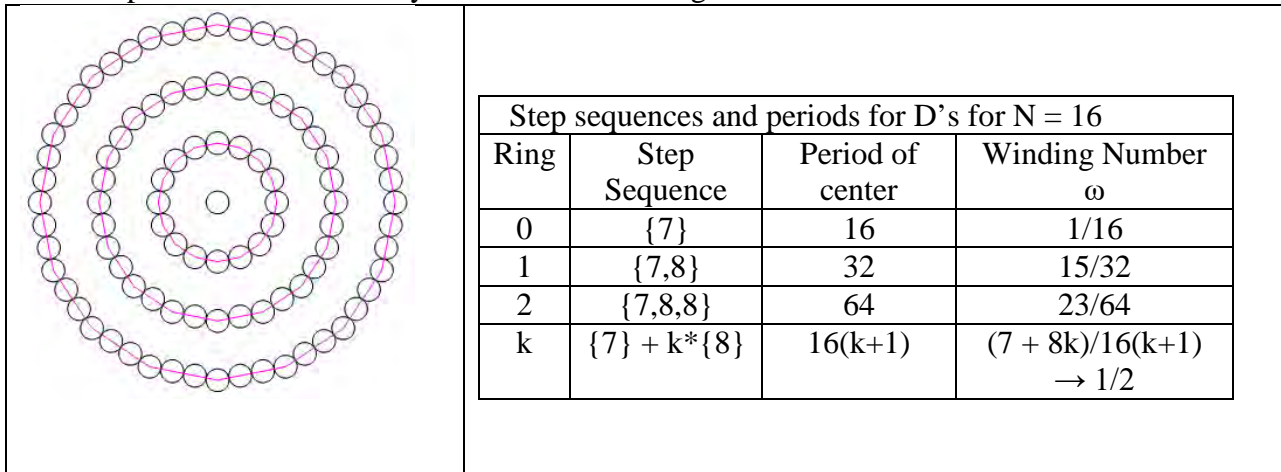 Step sequences and periods for D’s for N = 16
Ring Step Sequence Period of center Winding Number ω
0 {7} 16 1/16
1 {7,8} 32 15/32
2 {7,8,8} 64 23/64
k {7} + k*{8} 16(k+1) (7 + 8k)/16(k+1) → 1/2